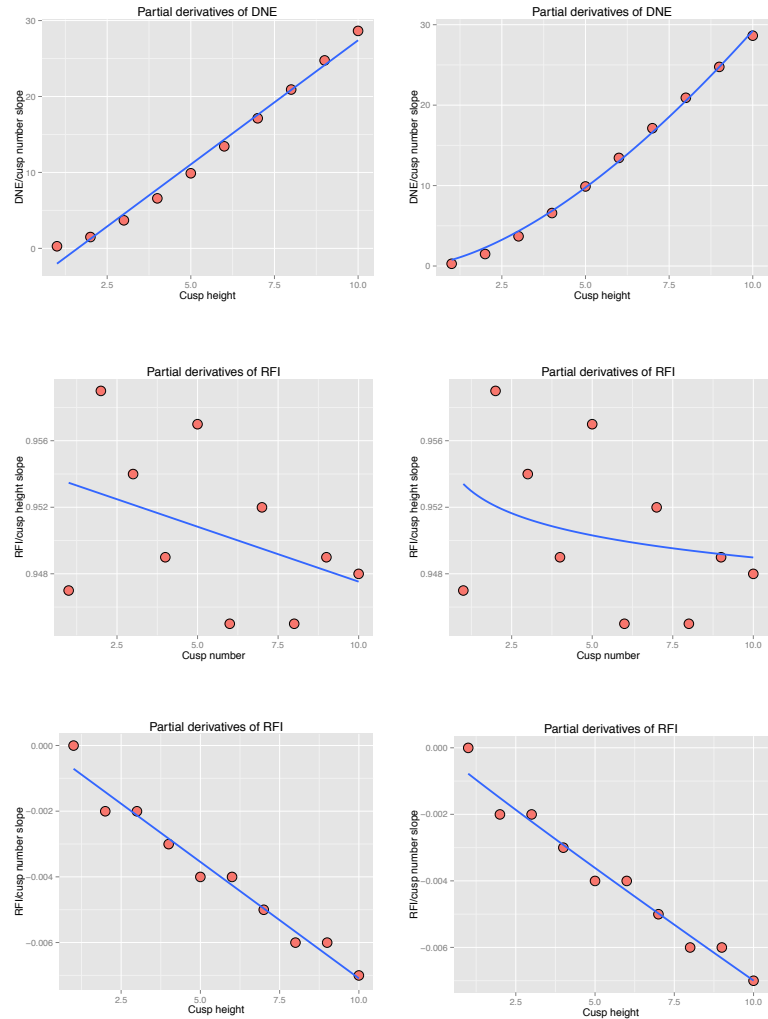 Partial derivatives of DNE
30
20
10
0
DNE/cusp number slope
2.5 5.0 7.5 10.0
Cusp height
Partial derivatives of DNE
30
20
10
0
DNE/cusp number slope
2.5 5.0 7.5 10.0
Cusp height
Partial derivatives of RFI
0.956
0.952
0.948
RFI/cusp height slope
2.5 5.0 7.5 10.0
Cusp number
Partial derivatives of RFI
0.956
0.952
0.948
RFI/cusp height slope
2.5 5.0 7.5 10.0
Cusp number
Partial derivatives of RFI
0.000
−0.002
−0.004
−0.006
RFI/cusp number slope
2.5 5.0 7.5 10.0
Cusp height
Partial derivatives of RFI
0.000
−0.002
−0.004
−0.006
RFI/cusp number slope
2.5 5.0 7.5 10.0
Cusp height